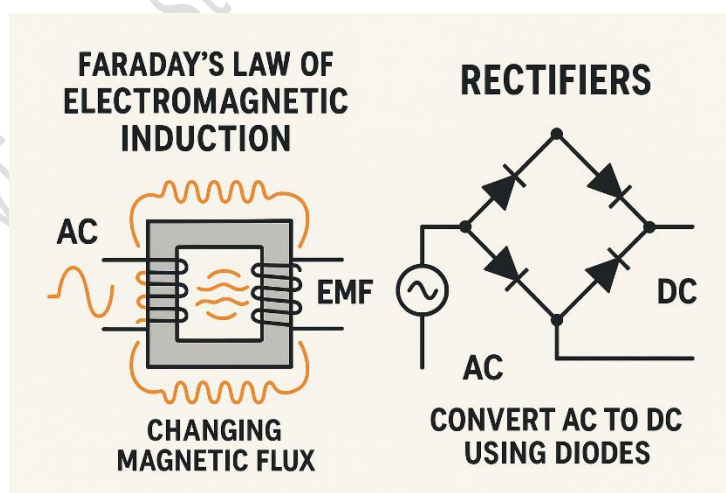 FARADAY'S LAW OF
ELECTROMAGNETIC
INDUCTION
AC
EMF
CHANGING
MAGNETIC FLUX
RECTIFIERS
DC
AC
CONVERT AC TO DC
USING DIODES